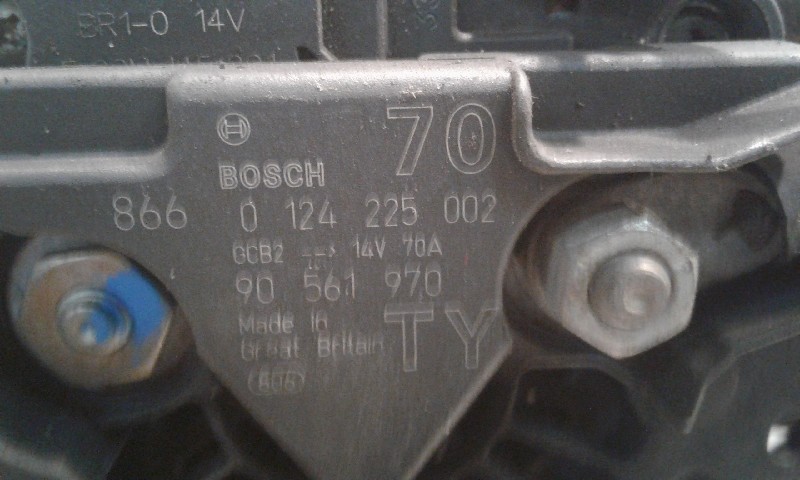 BR1-0 14V
70
BOSCH
866 0 124 225 002
GCB2 14V 70A
90 561 970
Made in
Great Britain
TY